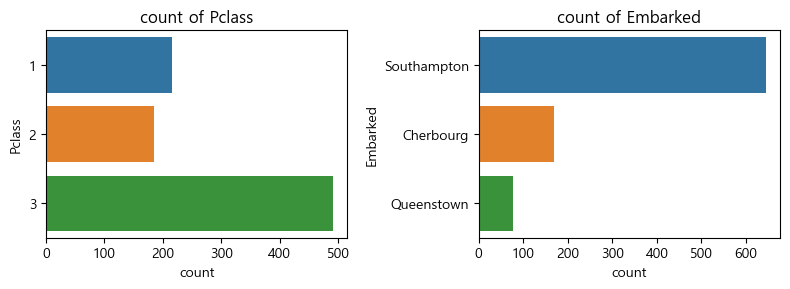 count of Pclass
Pclass
1
2
3
0 100 200 300 400 500
count
count of Embarked
Embarked
Southampton
Cherbourg
Queenstown
0 100 200 300 400 500 600
count